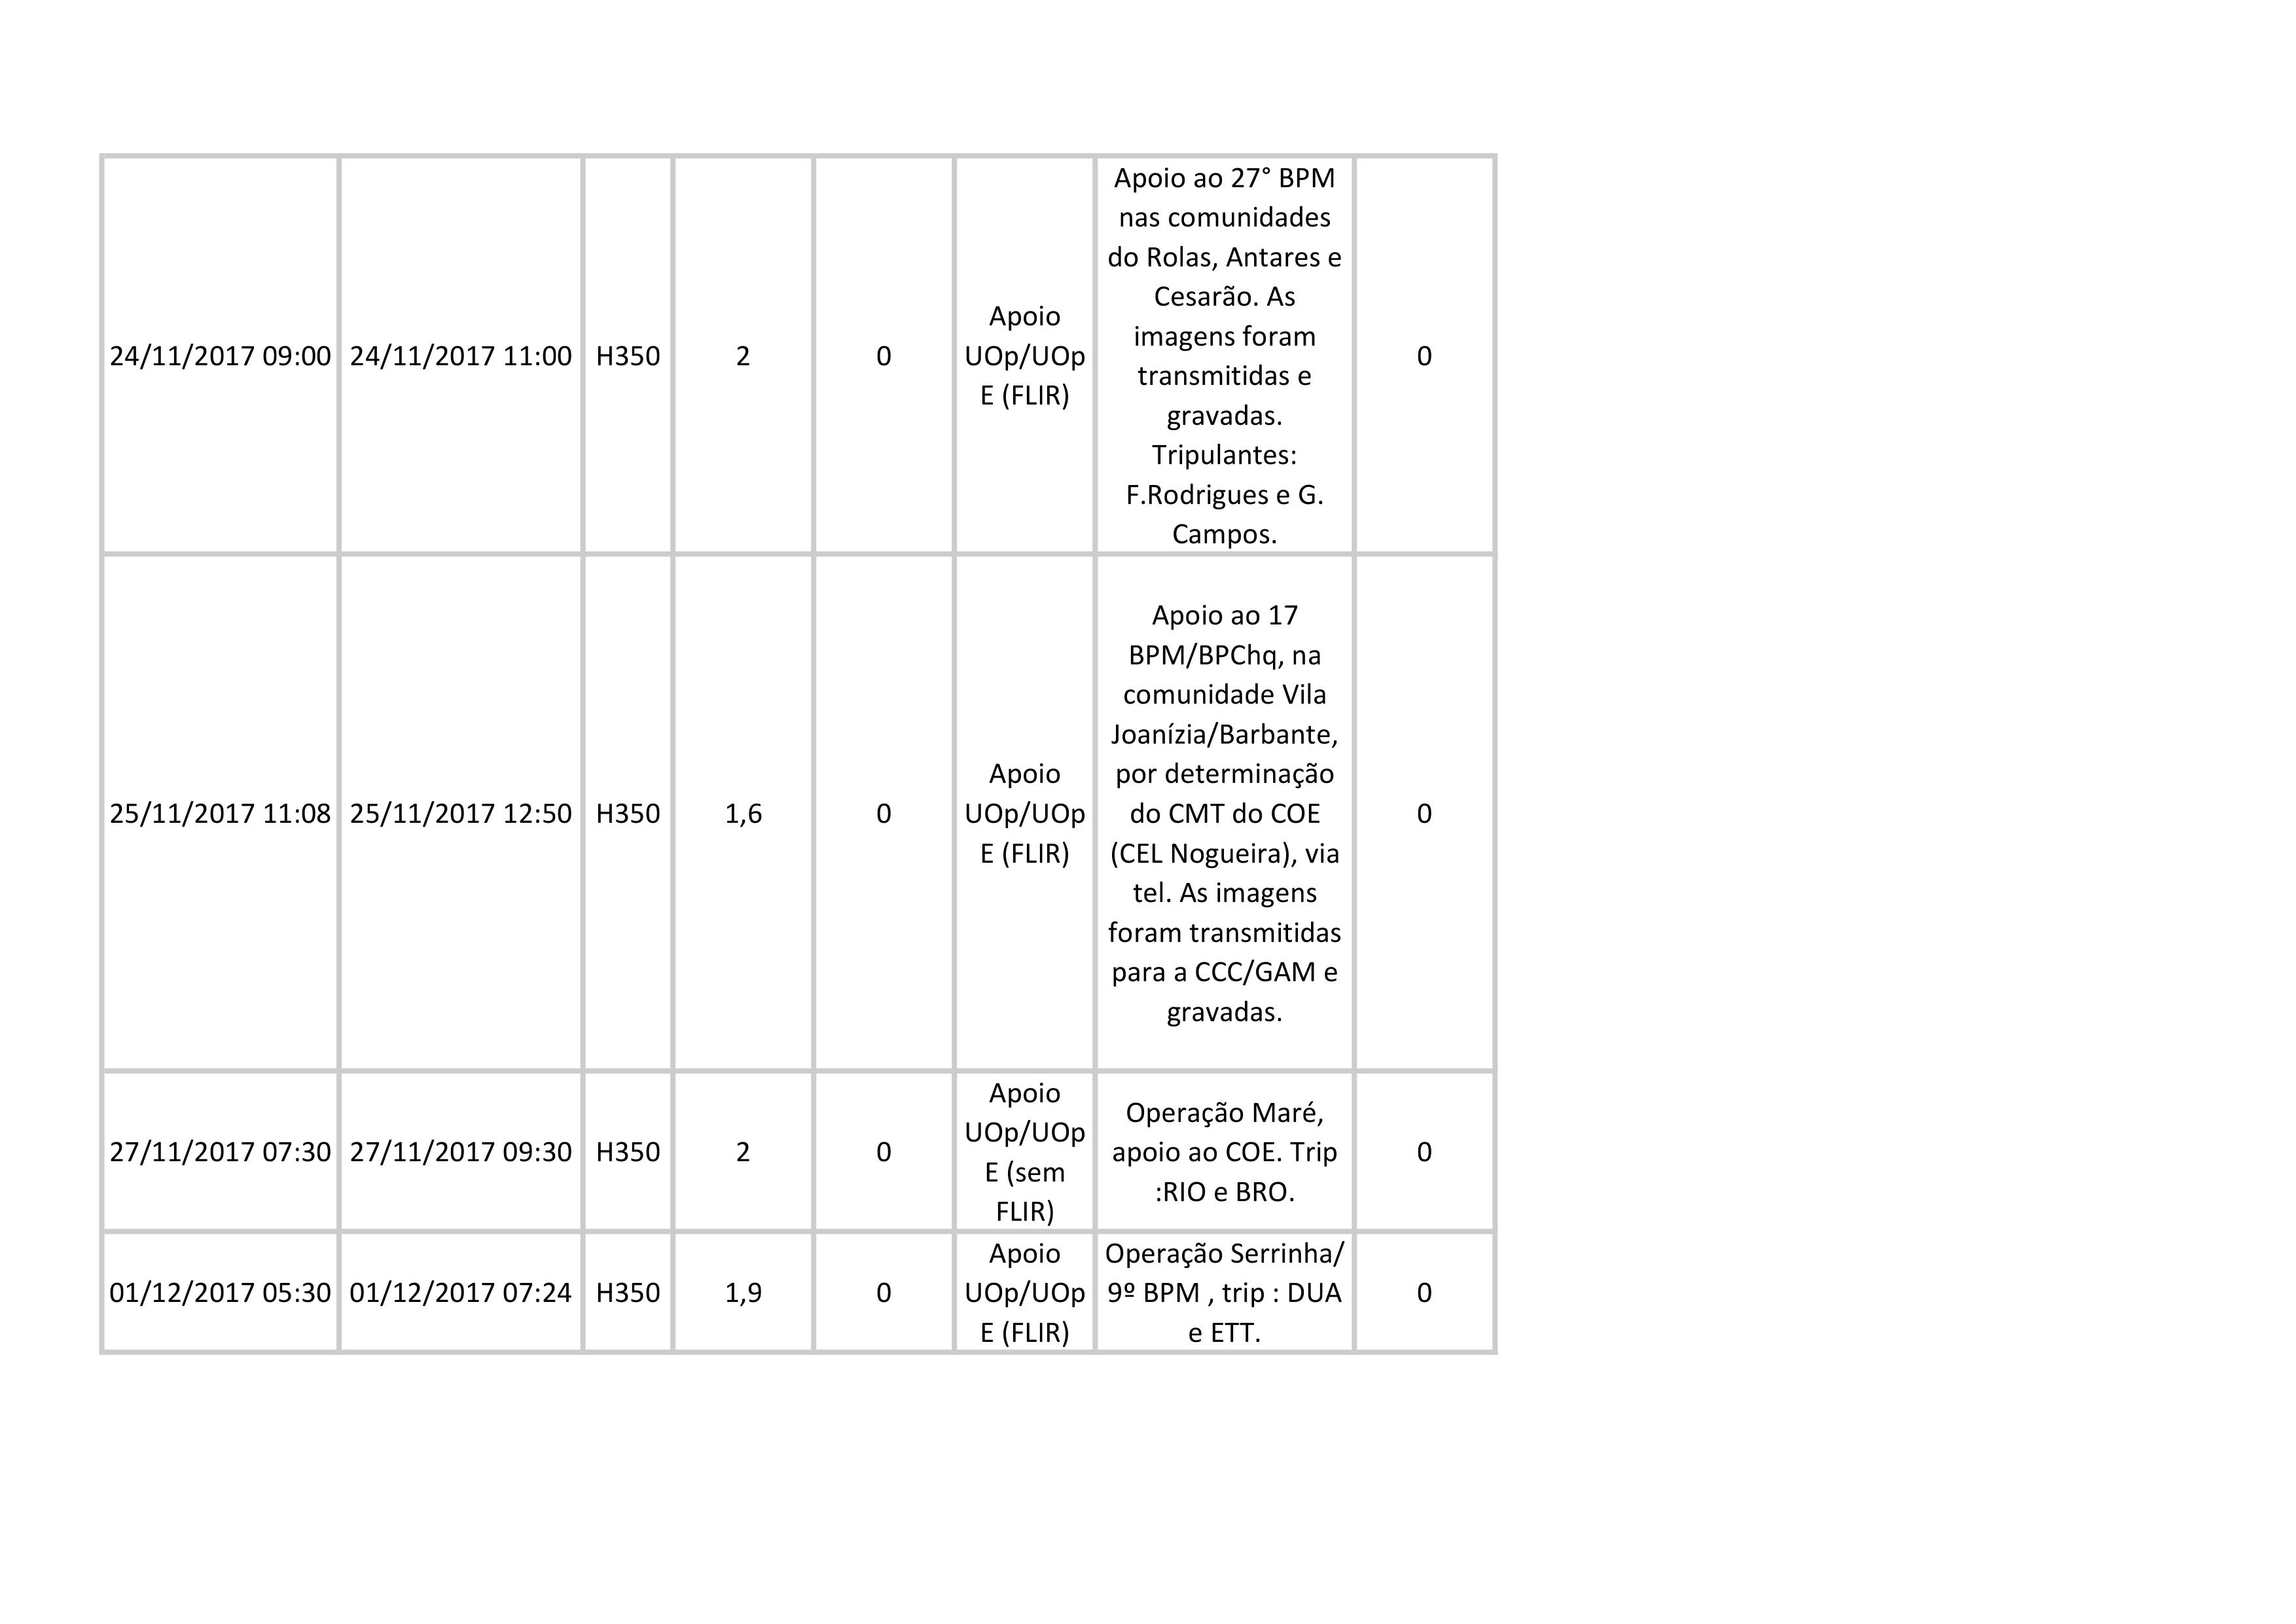 24/11/2017 09:00 24/11/2017 11:00 H350 2 0 Apoio
UOp/UOp
E (FLIR) Apoio ao 27° BPM
nas comunidades
do Rolas, Antares e
Cesarão. As
imagens foram
transmitidas e
gravadas.
Tripulantes:
F.Rodrigues e G.
Campos. 0
25/11/2017 11:08 25/11/2017 12:50 H350 1,6 0 Apoio
UOp/UOp
E (FLIR) Apoio ao 17
BPM/BPChq, na
comunidade Vila
Joanízia/Barbante,
por determinação
do CMT do COE
(CEL Nogueira), via
tel. As imagens
foram transmitidas
para a CCC/GAM e
gravadas. 0
27/11/2017 07:30 27/11/2017 09:30 H350 2 0 Apoio
UOp/UOp
E (sem
FLIR) Operação Maré,
apoio ao COE. Trip
:RIO e BRO. 0
01/12/2017 05:30 01/12/2017 07:24 H350 1,9 0 Apoio
UOp/UOp
E (FLIR) Operação Serrinha/
9º BPM , trip : DUA
e ETT. 0